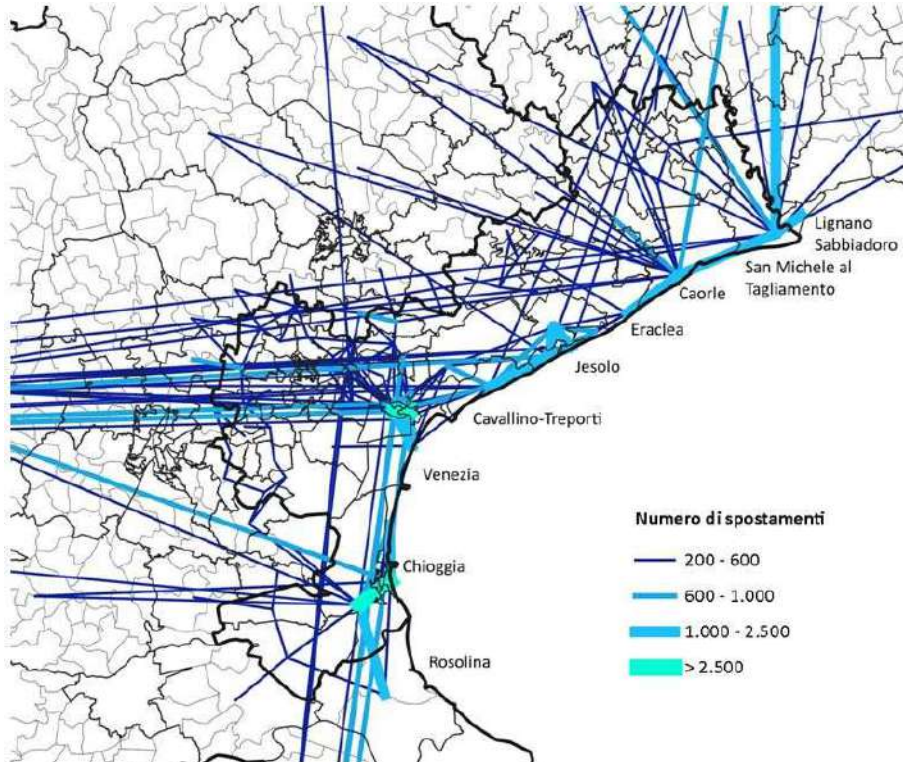 Lignano
Sabbiadoro
San Michele al
Tagliamento
Caorle
Eraclea
Jesolo
Cavallino-Treporti
Venezia
Chioggia
Rosolina
Numero di spostamenti
200 - 600
600 - 1.000
1.000 - 2.500
> 2.500